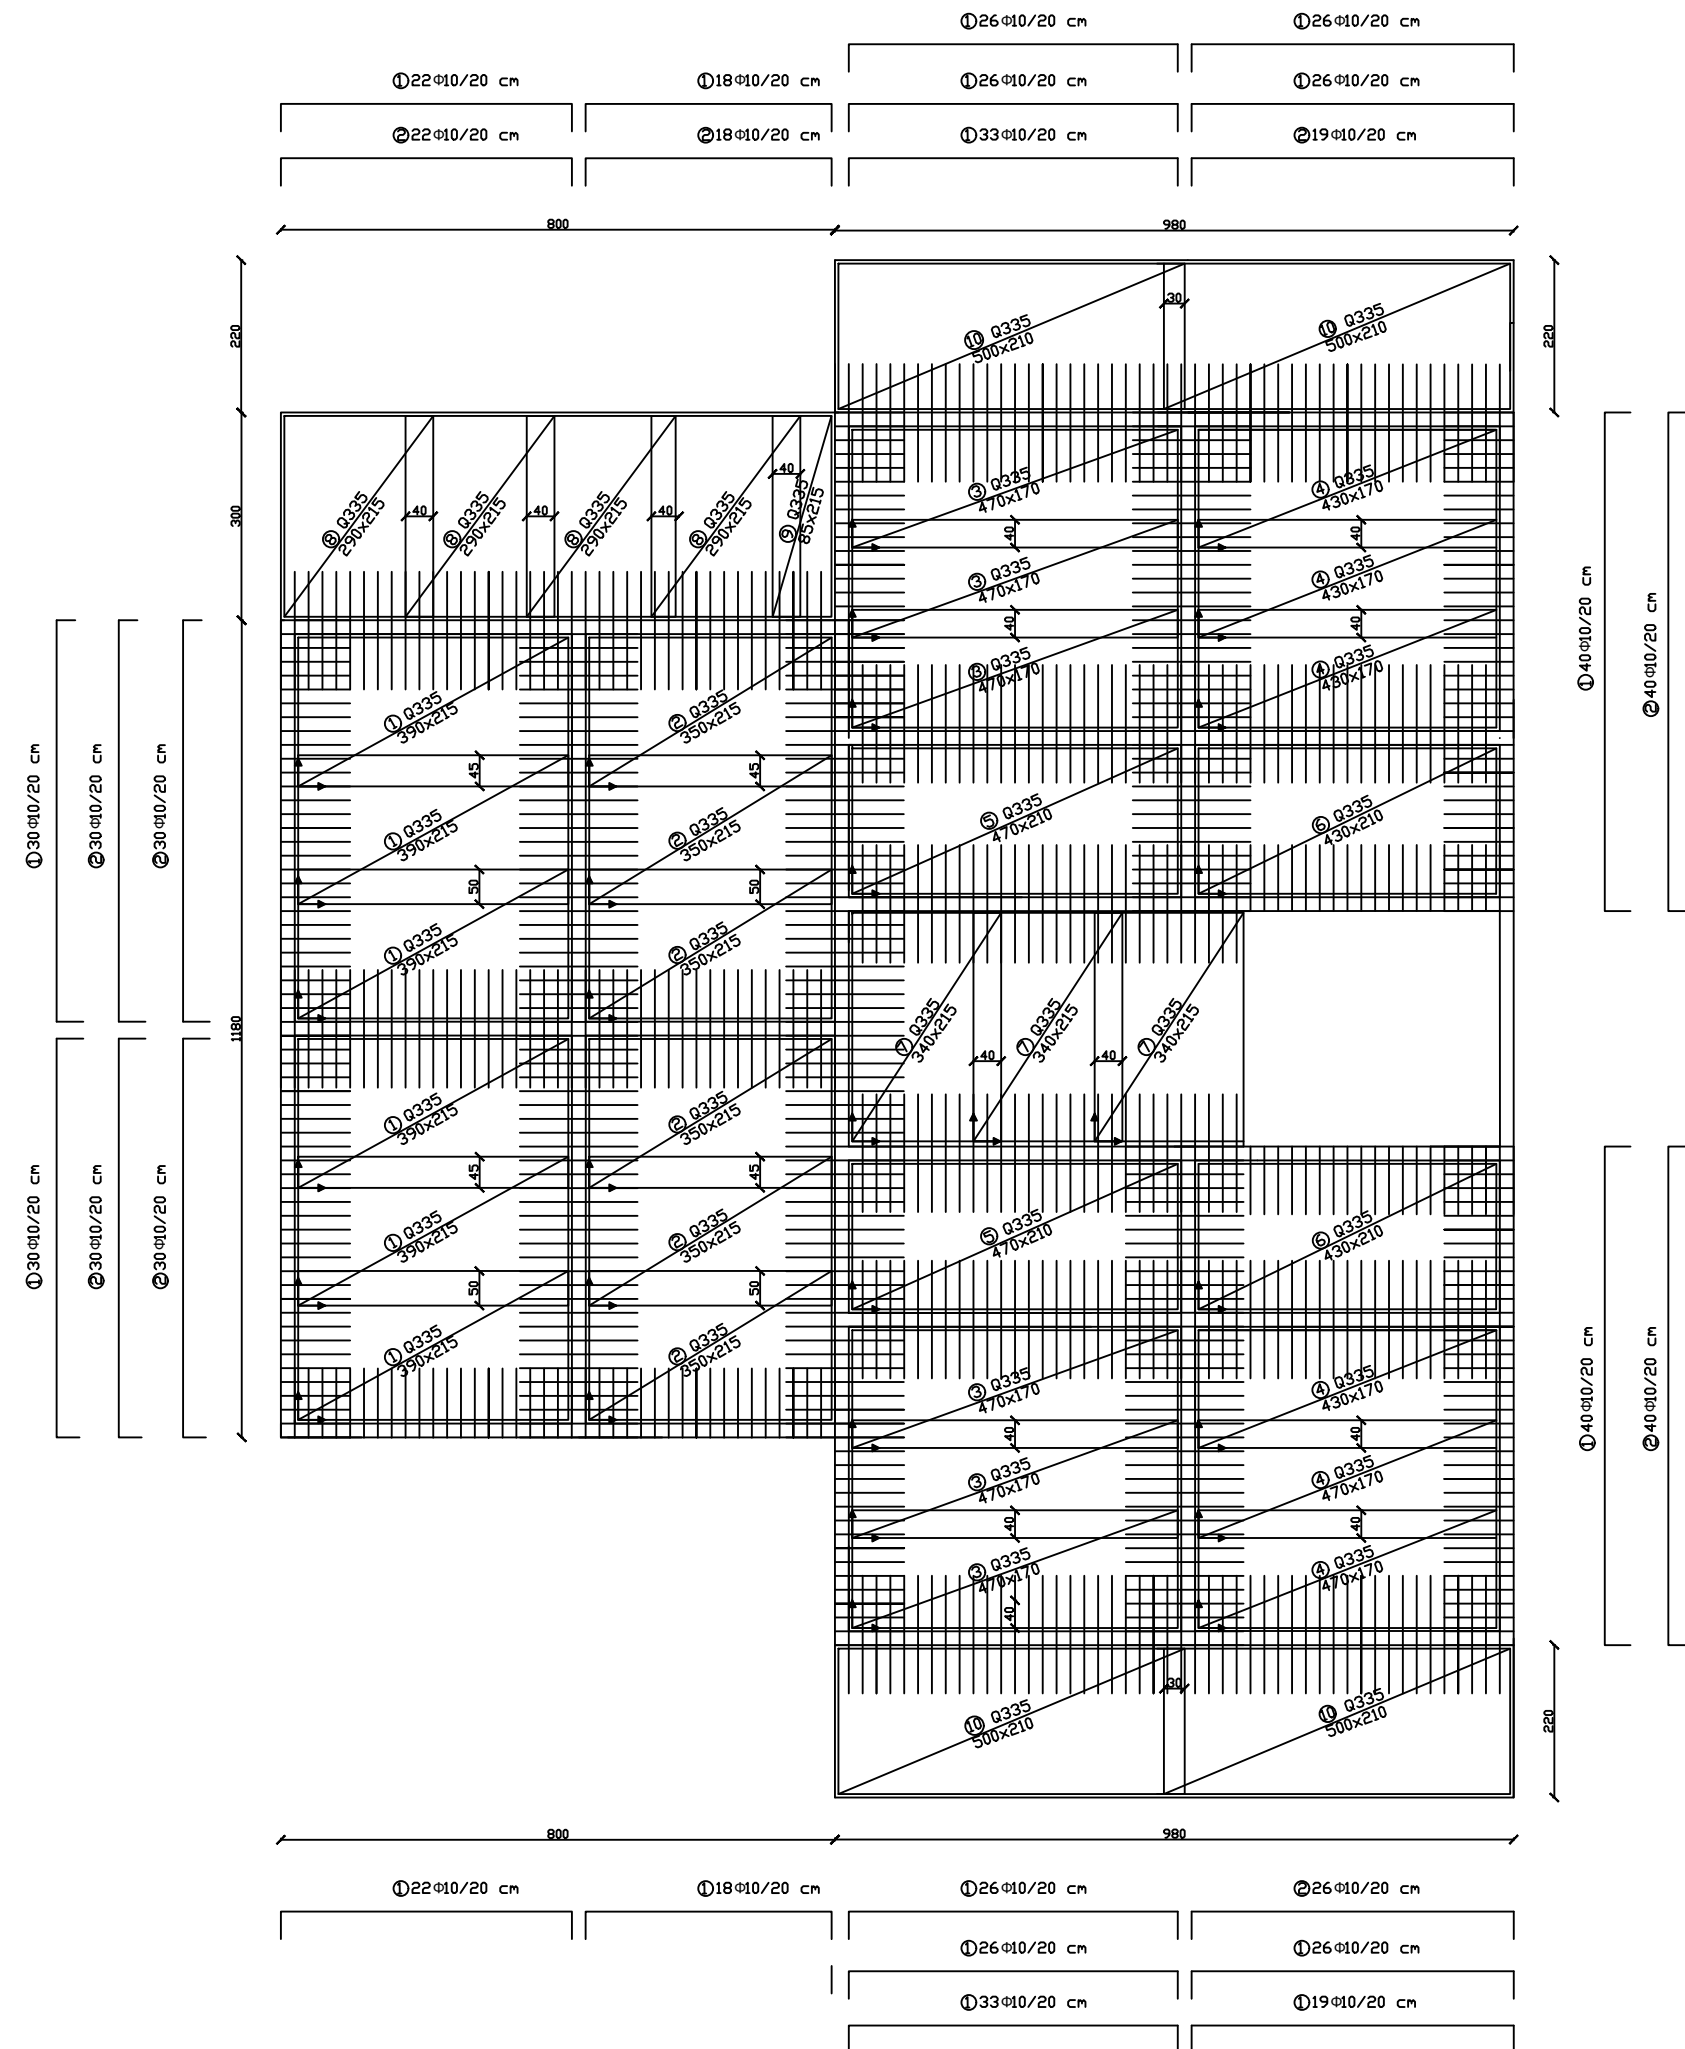 ①26Φ10/20 cm ①26Φ10/20 cm
①22Φ10/20 cm ①18Φ10/20 cm ①26Φ10/20 cm ①26Φ10/20 cm
②22Φ10/20 cm ②18Φ10/20 cm ①33Φ10/20 cm ②19Φ10/20 cm
800 980
220
30
⑩ Q335
500x210
⑩ Q335
500x210
220
300
⑧ Q335
290x215
40
⑧ Q335
290x215
40
⑧ Q335
290x215
40
⑧ Q335
290x215
40
⑨ Q335
85x215
③ Q335
470x170
40
④ Q335
430x170
40
③ Q335
470x170
40
④ Q335
430x170
40
③ Q335
470x170
④ Q335
430x170
①40Φ10/20 cm
②40Φ10/20 cm
①30Φ10/20 cm
②30Φ10/20 cm
②30Φ10/20 cm
① Q335
390x215
45
② Q335
350x215
45
① Q335
390x215
50
② Q335
350x215
50
① Q335
390x215
② Q335
350x215
⑤ Q335
470x210
⑥ Q335
430x210
1180
⑦ Q335
340x215
40
⑦ Q335
340x215
40
⑦ Q335
340x215
①30Φ10/20 cm
②30Φ10/20 cm
②30Φ10/20 cm
① Q335
390x215
45
② Q335
350x215
45
① Q335
390x215
50
② Q335
350x215
50
① Q335
390x215
② Q335
350x215
⑤ Q335
470x210
⑥ Q335
430x210
③ Q335
470x170
40
④ Q335
430x170
40
③ Q335
470x170
40
④ Q335
470x170
40
③ Q335
470x170
40
④ Q335
470x170
①40Φ10/20 cm
②40Φ10/20 cm
30
⑩ Q335
500x210
⑩ Q335
500x210
220
800 980
①22Φ10/20 cm ①18Φ10/20 cm ①26Φ10/20 cm ②26Φ10/20 cm
①26Φ10/20 cm ①26Φ10/20 cm
①33Φ10/20 cm ①19Φ10/20 cm